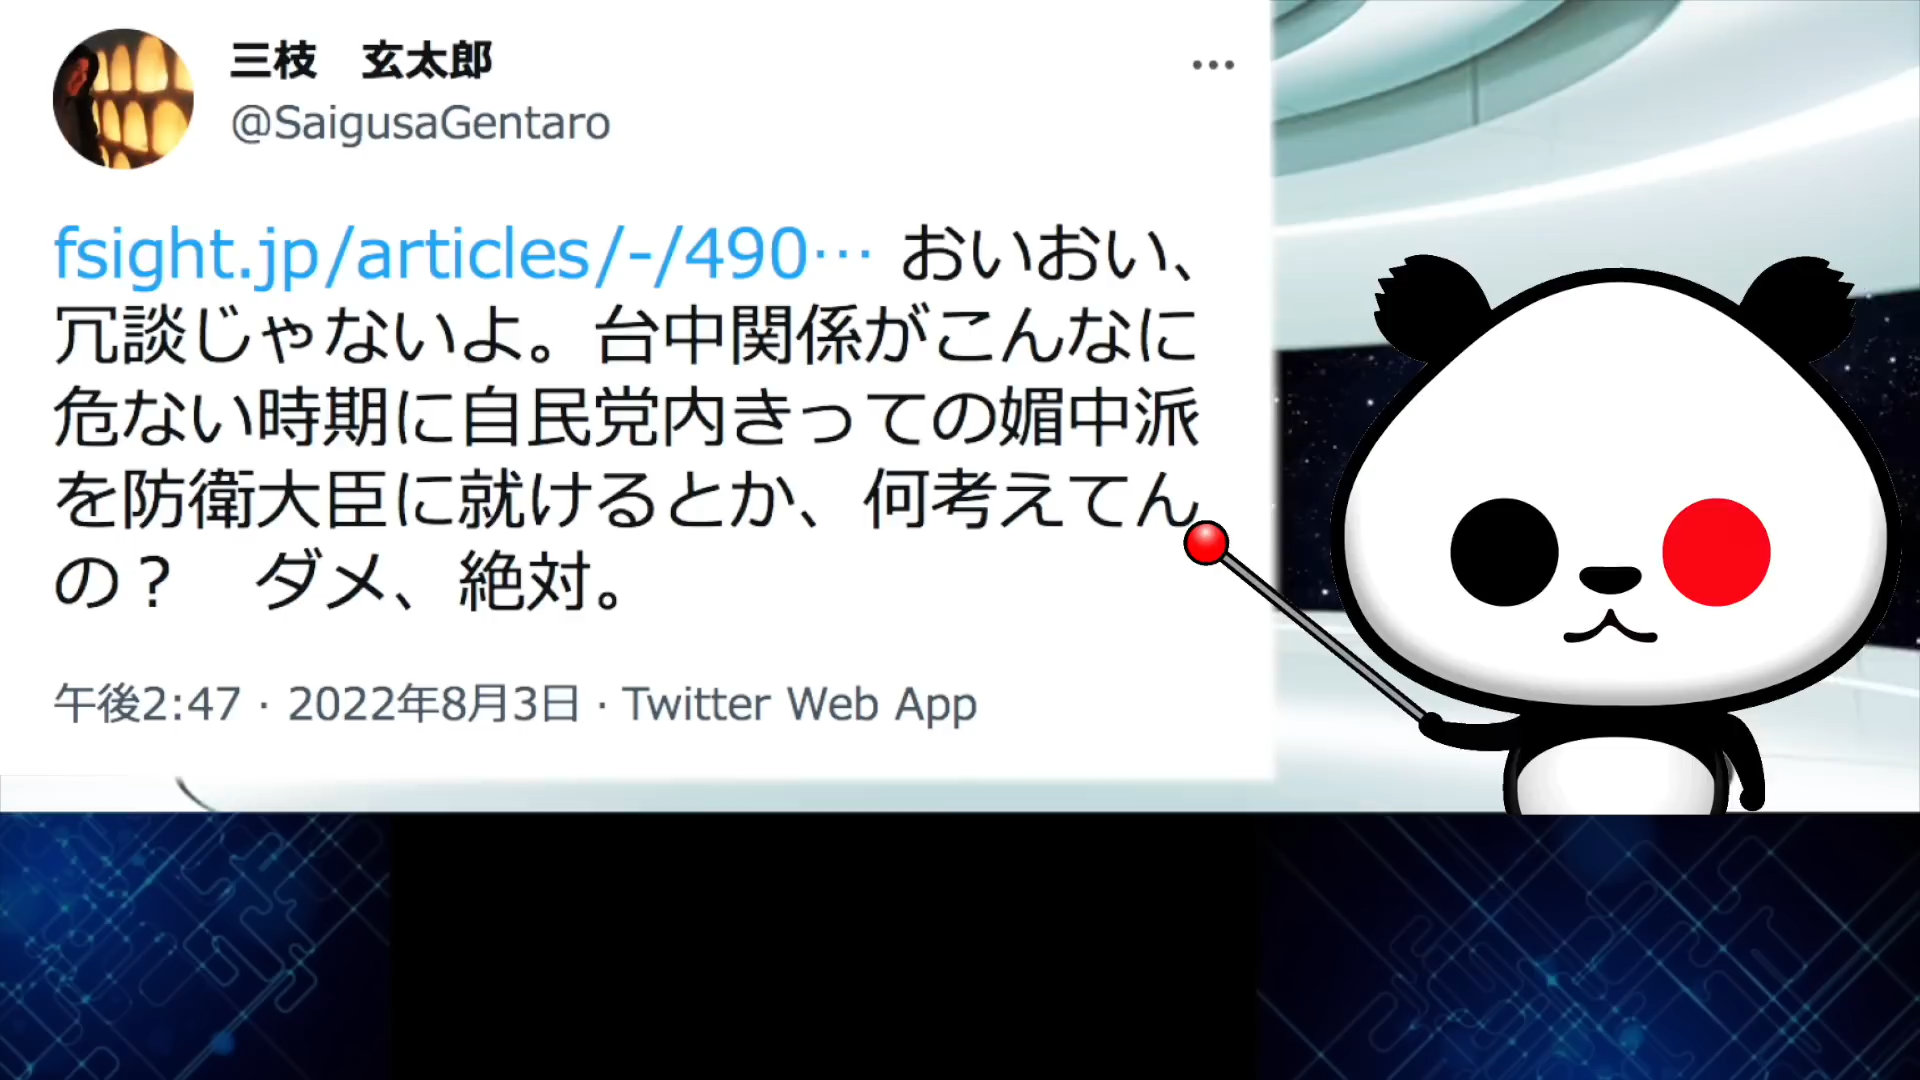 三枝　玄太郎
@SaigusaGentaro
fsight.jp/articles/-/490… おいおい、
冗談じゃないよ。台中関係がこんなに
危ない時期に自民党内きっての媚中派
を防衛大臣に就けるとか、何考えてん
の？　ダメ、絶対。
午後2:47 · 2022年8月3日 · Twitter Web App